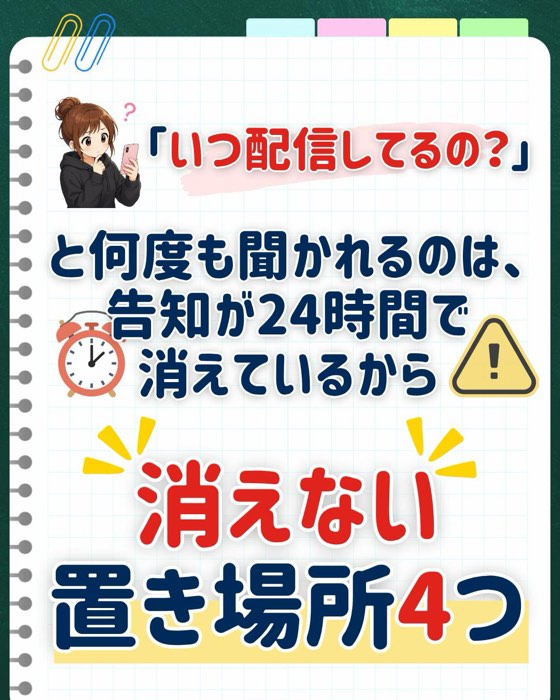 ?
「いつ配信してるの?」
と何度も聞かれるのは、
告知が24時間で
消えているから
!
消えない
置き場所4つ